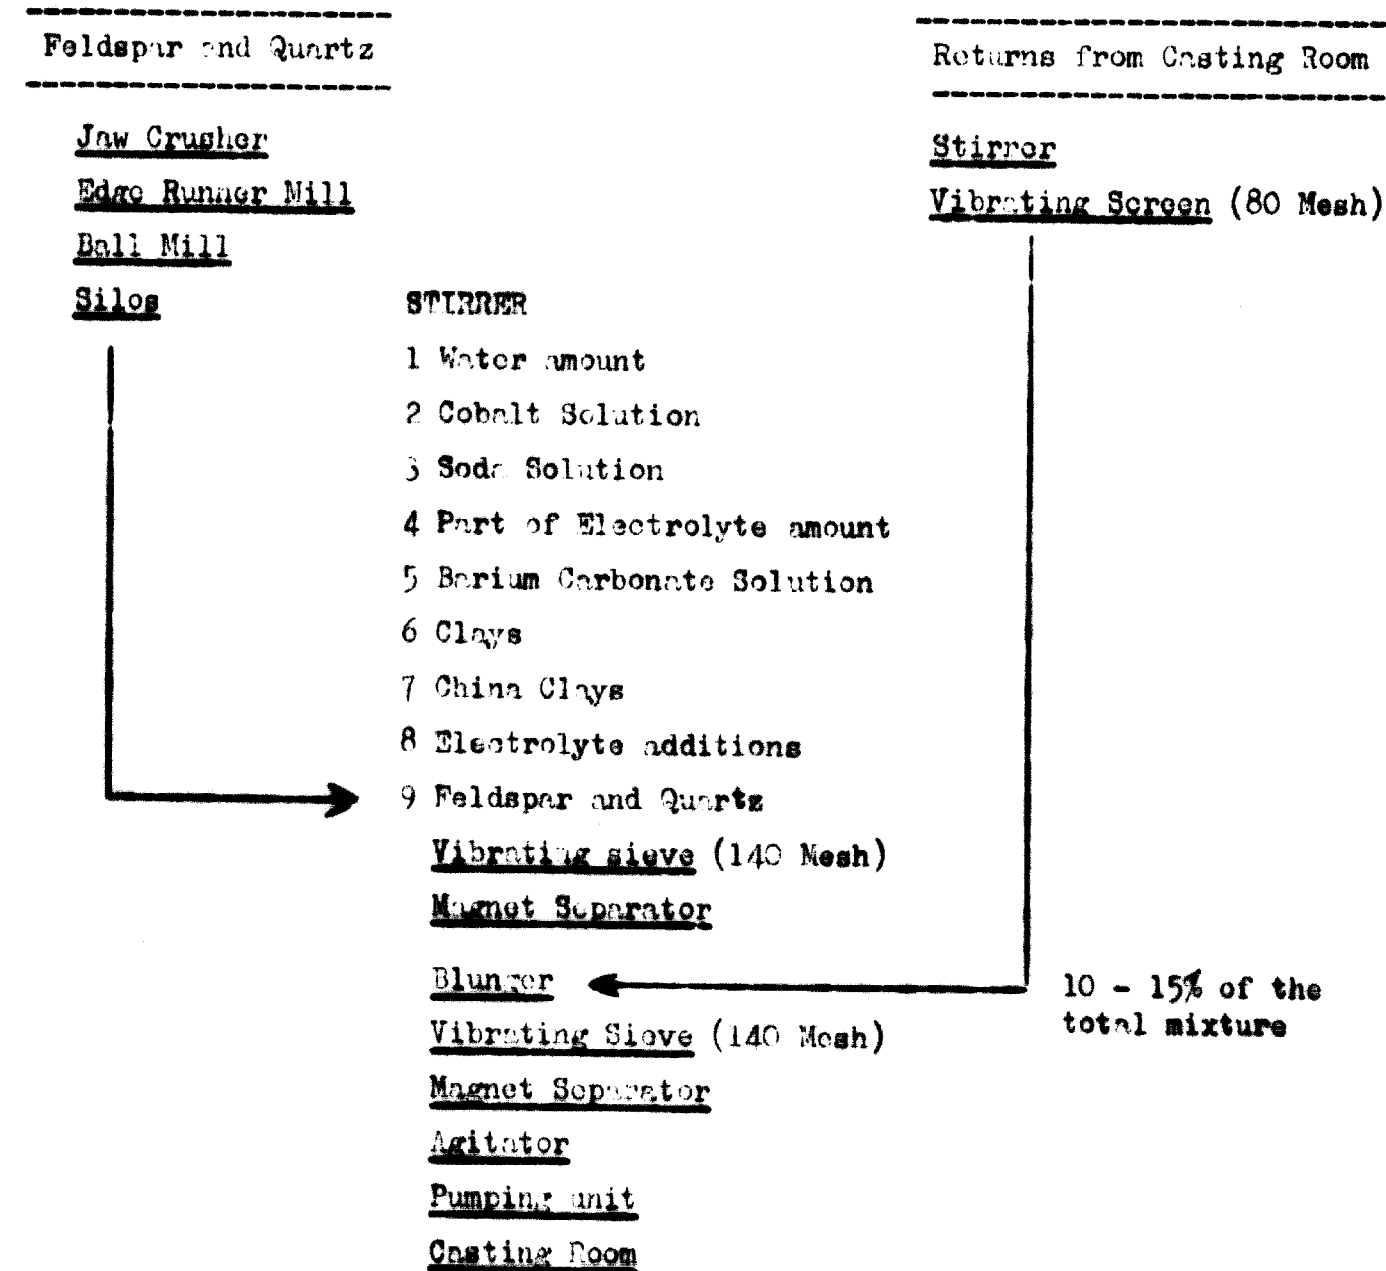 Feldspar and Quartz
Jaw Crusher
Edge Runner Mill
Ball Mill
Silos
Returns from Casting Room
Stirrer
Vibrating Screen (80 Mesh)
STIRRER
1 Water amount
2 Cobalt Solution
3 Soda Solution
4 Part of Electrolyte amount
5 Barium Carbonate Solution
6 Clays
7 China Clays
8 Electrolyte additions
9 Feldspar and Quartz
Vibrating sieve (140 Mesh)
Magnet Separator
Blunger
10 - 15% of the
total mixture
Vibrating Sieve (140 Mesh)
Magnet Separator
Agitator
Pumping unit
Casting Room